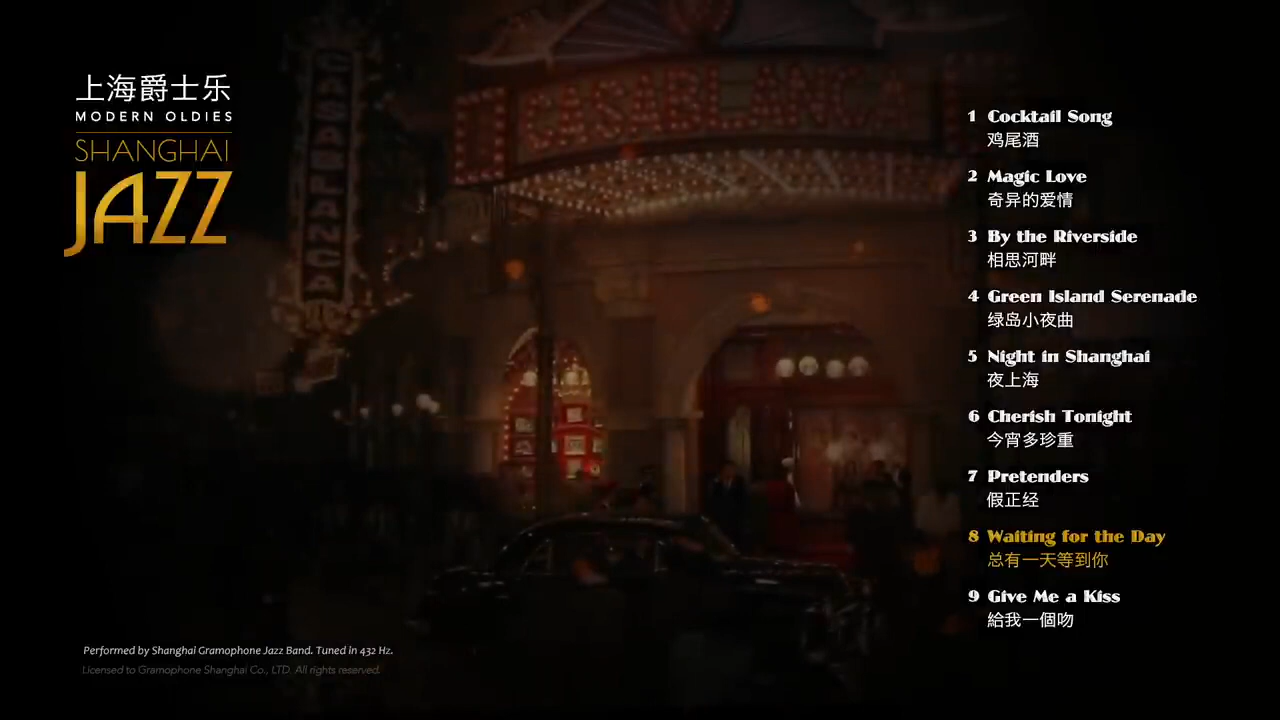 上海爵士乐
MODERN OLDIES
SHANGHAI
JAZZ
CASABLANCA
CASABLANCA
1 Cocktail Song
鸡尾酒
2 Magic Love
奇异的爱情
3 By the Riverside
相思河畔
4 Green Island Serenade
绿岛小夜曲
5 Night in Shanghai
夜上海
6 Cherish Tonight
今宵多珍重
7 Pretenders
假正经
8 Waiting for the Day
总有一天等到你
9 Give Me a Kiss
給我一個吻
Performed by Shanghai Gramophone Jazz Band. Tuned in 432 Hz.
Licensed to Gramophone Shanghai Co., LTD. All rights reserved.